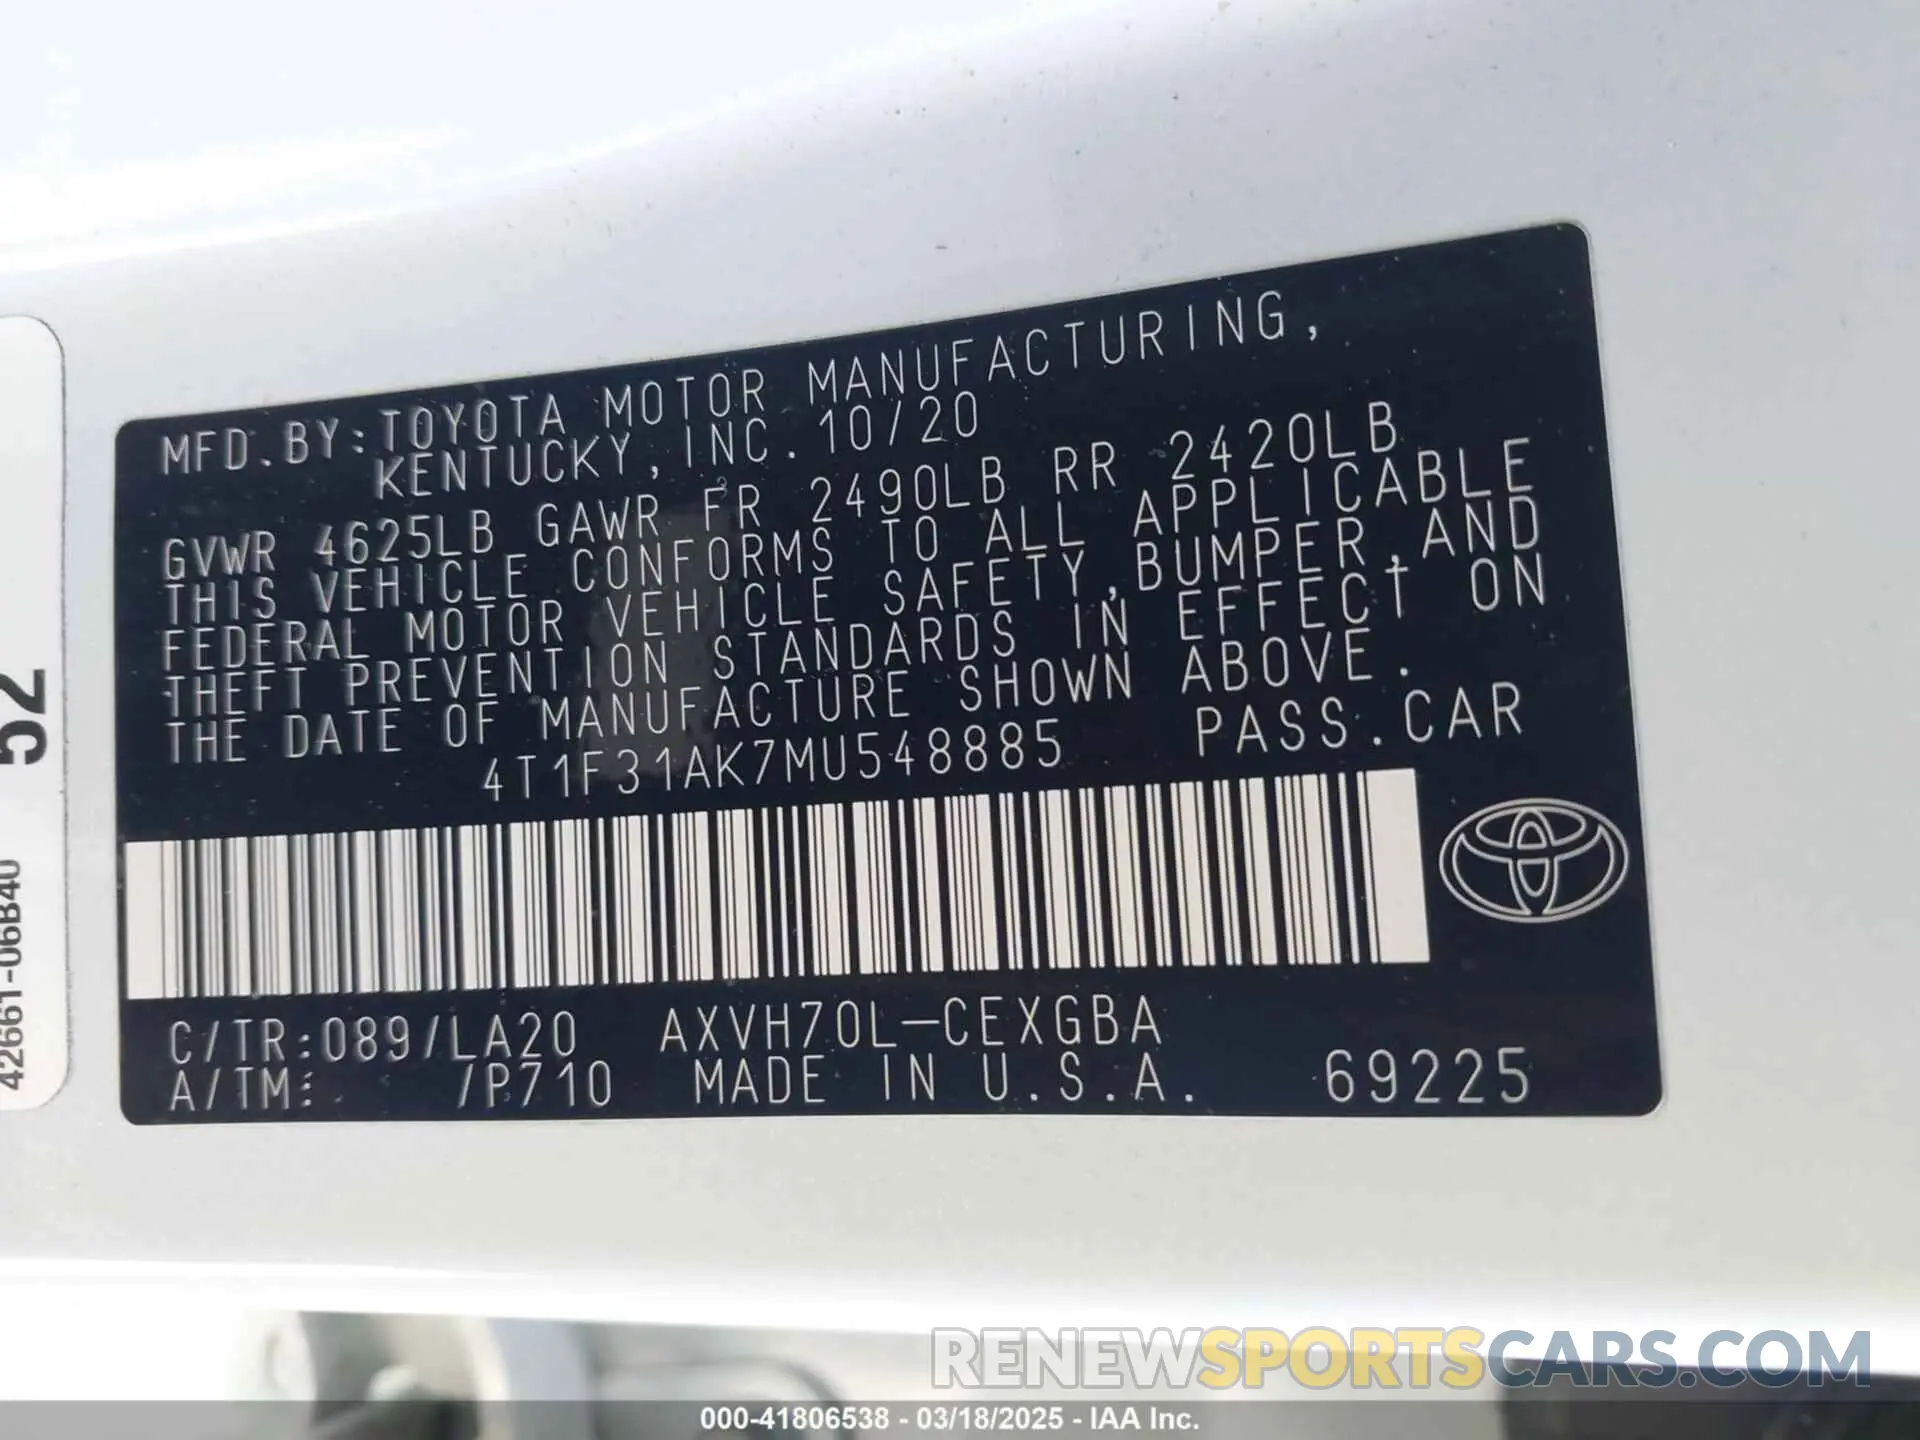 MFD.BY:TOYOTA MOTOR MANUFACTURING,
KENTUCKY, INC. 10/20
GVWR 4625LB GAWR FR 2490LB RR 2420LB
THIS VEHICLE CONFORMS TO ALL APPLICABLE
FEDERAL MOTOR VEHICLE SAFETY,BUMPER,AND
THEFT PREVENTION STANDARDS IN EFFECT ON
THE DATE OF MANUFACTURE SHOWN ABOVE.
4T1F31AK7MU548885 PASS.CAR
C/TR:089/LA20 AXVH70L-CEXGBA
A/TM: /P710 MADE IN U.S.A. 69225
52
42661-06B40
RENEWSPORTSCARS.COM
000-41806538 - 03/18/2025 - IAA Inc.